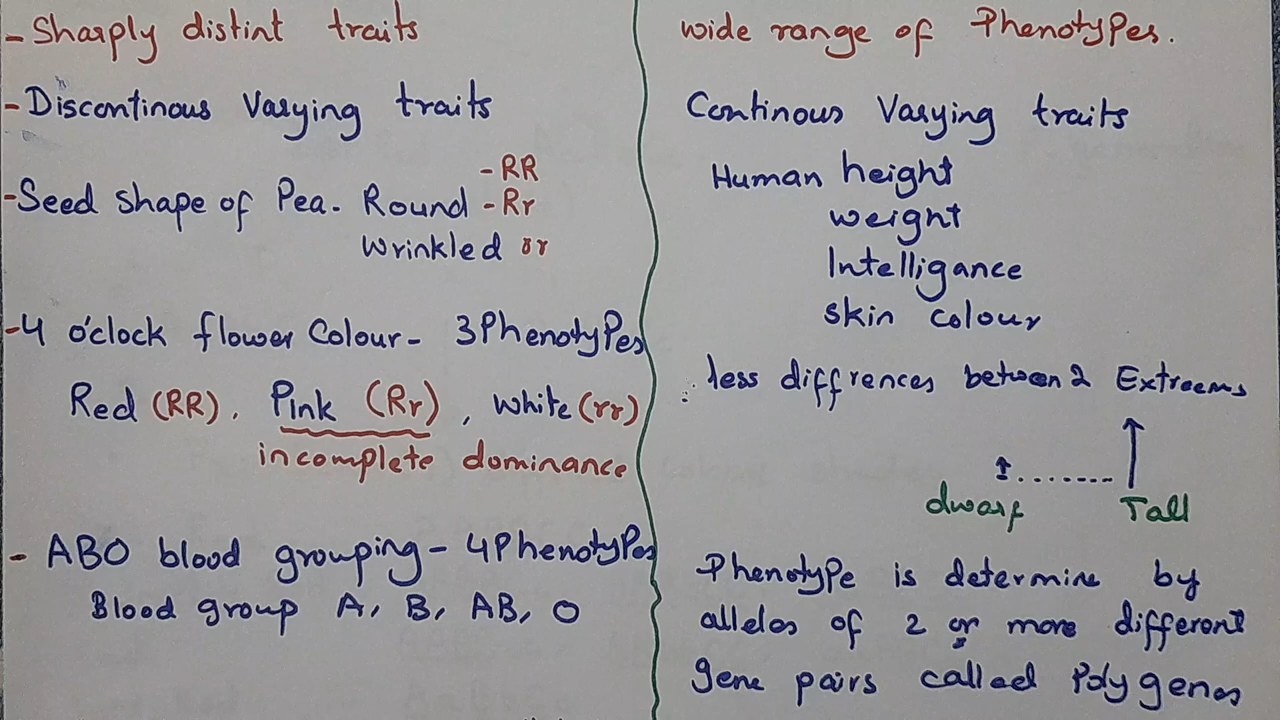 - Sharply distint traits
- Discontinous Varying traits
- Seed shape of Pea. Round - RR
- Rr
Wrinkled rr
- 4 o'clock flower Colour - 3 Phenotypes
Red (RR), Pink (Rr), white (rr)
incomplete dominance
- ABO blood grouping - 4 Phenotypes
Blood group A, B, AB, O
wide range of Phenotypes.
Continous Varying traits
Human height
weight
Intelligance
skin colour
less diffrences between 2 Extreems
dwarf Tall
Phenotype is determine by
alleles of 2 or more different
gene pairs called Polygenes